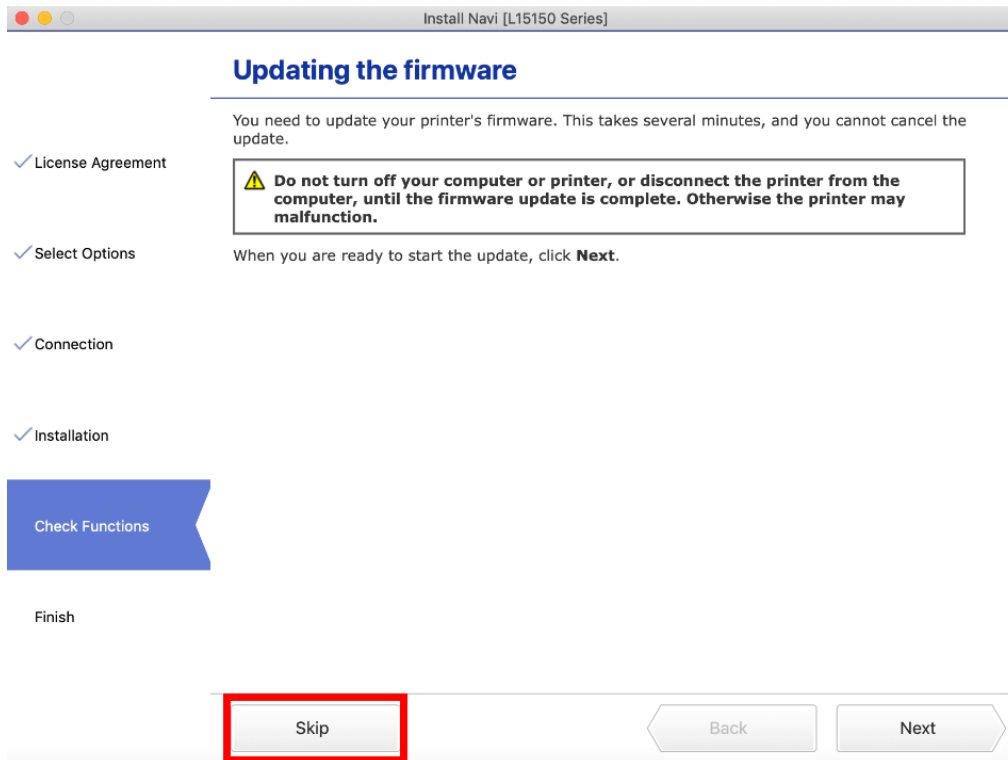 Install Navi [L15150 Series]
Updating the firmware
You need to update your printer's firmware. This takes several minutes, and you cannot cancel the
update.
Do not turn off your computer or printer, or disconnect the printer from the
computer, until the firmware update is complete. Otherwise the printer may
malfunction.
When you are ready to start the update, click Next.
License Agreement
Select Options
Connection
Installation
Check Functions
Finish
Skip
Back
Next